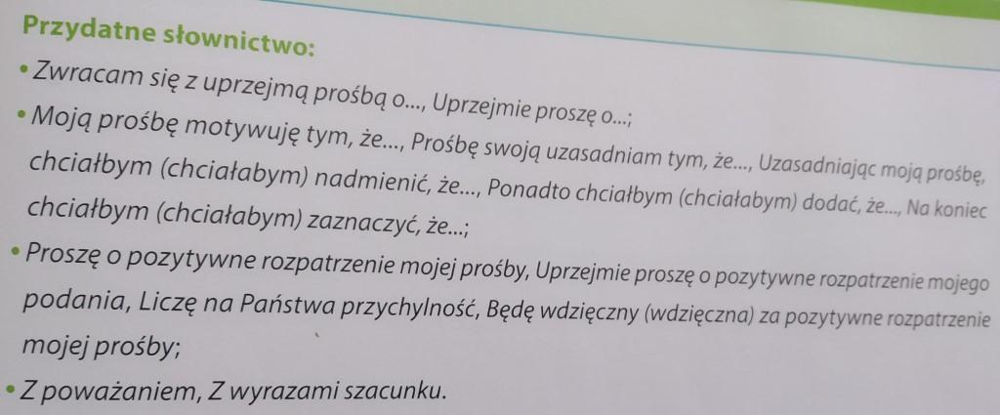 Przydatne słownictwo:
• Zwracam się z uprzejmą prośbą o..., Uprzejmie proszę o...;
• Moją prośbę motywuję tym, że..., Prośbę swoją uzasadniam tym, że..., Uzasadniając moją prośbę,
chciałbym (chciałabym) nadmienić, że..., Ponadto chciałbym (chciałabym) dodać, że..., Na koniec
chciałbym (chciałabym) zaznaczyć, że...;
• Proszę o pozytywne rozpatrzenie mojej prośby, Uprzejmie proszę o pozytywne rozpatrzenie mojego
podania, Liczę na Państwa przychylność, Będę wdzięczny (wdzięczna) za pozytywne rozpatrzenie
mojej prośby;
• Z poważaniem, Z wyrazami szacunku.